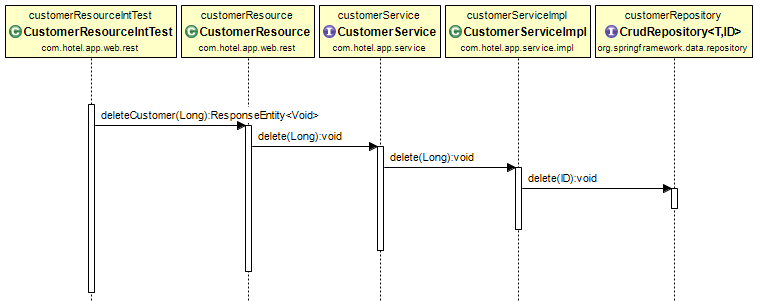 customerResourceIntTest
C CustomerResourceIntTest
com.hotel.app.web.rest
customerResource
C CustomerResource
com.hotel.app.web.rest
customerService
I CustomerService
com.hotel.app.service
customerServiceImpl
C CustomerServiceImpl
com.hotel.app.service.impl
customerRepository
I CrudRepository<T,ID>
org.springframework.data.repository
deleteCustomer(Long):ResponseEntity<Void>
delete(Long):void
delete(Long):void
delete(ID):void